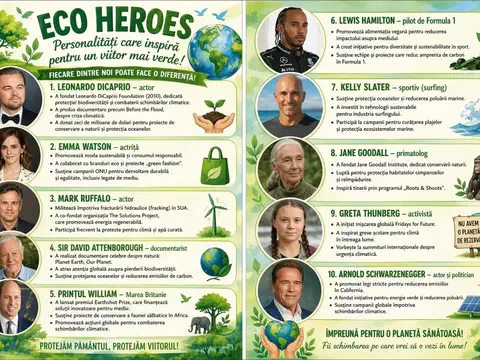 ECO HEROES
Personalități care inspiră
pentru un viitor mai verde!
FIECARE DINTRE NOI POATE FACE O DIFERENȚĂ!
1. LEONARDO DICAPRIO – actor
A fondat Leonardo DiCaprio Foundation (2010), dedicată
protecției biodiversității și combaterii schimbărilor climatice.
A produs documentare precum Before the Flood,
despre criza climatică.
A donat zeci de milioane de dolari pentru proiecte de
conservare a naturii și protecția oceanelor.
2. EMMA WATSON – actriță
Promovează moda sustenabilă și consumul responsabil.
A colaborat cu branduri eco și proiecte „green fashion”.
Susține campanii ONU pentru dezvoltare durabilă
și egalitate, inclusiv legate de mediu.
3. MARK RUFFALO – actor
Militează împotriva fracturării hidraulice (fracking) în SUA.
A co-fondat organizația The Solutions Project,
care promovează energia regenerabilă.
Participă frecvent la proteste pentru climă și apă curată.
4. SIR DAVID ATTENBOROUGH – documentarist
A realizat documentare celebre despre natură:
Planet Earth, Our Planet.
A atras atenția globală asupra pierderii biodiversității.
Susține protejarea oceanelor și reducerea emisiilor de carbon.
5. PRINȚUL WILLIAM – Marea Britanie
A lansat premiul Earthshot Prize, care finanțează
soluții inovatoare pentru mediu.
Susține proiecte de conservare a faunei sălbatice în Africa.
Promovează acțiuni globale pentru combaterea
schimbărilor climatice.
PROTEJĂM PĂMÂNTUL, PROTEJĂM VIITORUL!
6. LEWIS HAMILTON – pilot de Formula 1
Promovează alimentația vegană pentru reducerea
impactului asupra mediului.
A creat inițiative pentru diversitate și sustenabilitate în sport.
Susține echipe și proiecte care reduc amprenta de carbon
în Formula 1.
7. KELLY SLATER – sportiv (surfing)
Susține protejarea oceanelor și reducerea poluării marine.
A investit în tehnologii sustenabile
pentru industria surfingului.
Participă la campanii pentru curățarea plajelor
și protecția ecosistemelor marine.
8. JANE GOODALL – primatolog
A fondat Jane Goodall Institute, dedicat conservării naturii.
Luptă pentru protecția habitatelor cimpanzeilor
și reîmpădurire.
Inspiră tinerii prin programul „Roots & Shoots”.
9. GRETA THUNBERG – activistă
A inițiat mișcarea globală Fridays for Future.
A inspirat greve școlare pentru climă
în întreaga lume.
Vorbește la summituri internaționale despre
urgența climatică.
NU AVEM
O PLANETĂ
DE REZERVĂ
10. ARNOLD SCHWARZENEGGER – actor și politician
A promovat legi stricte pentru reducerea emisiilor
în California.
A fondat inițiative pentru energie verde și reducerea poluării.
Susține campanii globale împotriva
schimbărilor climatice.
ÎMPREUNĂ PENTRU O PLANETĂ SĂNĂTOASĂ!
Fii schimbarea pe care vrei să o vezi în lume!